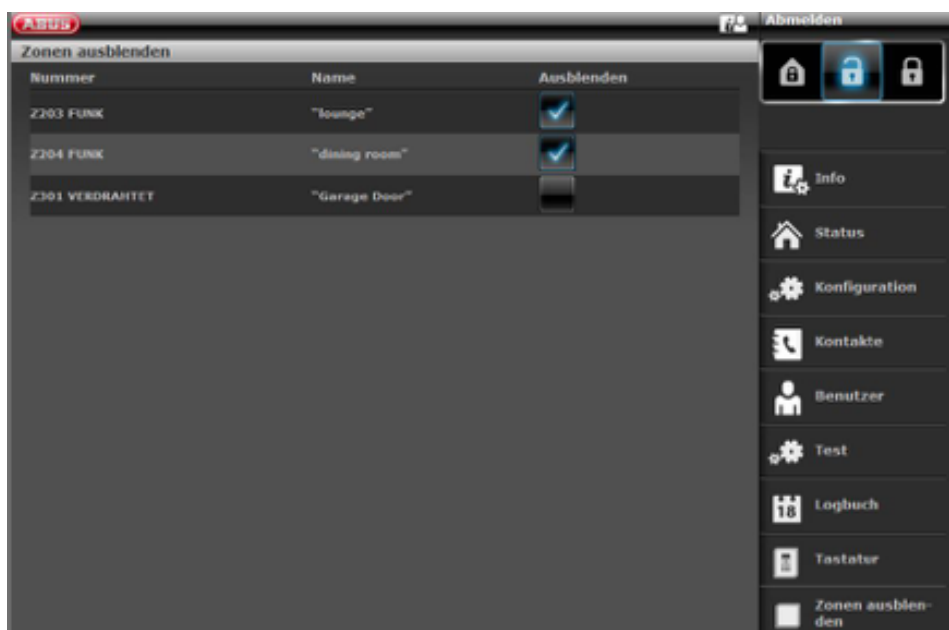 ABUS
Abmelden
Zonen ausblenden
Nummer Name Ausblenden
Z203 FUNK "lounge"
Z204 FUNK "dining room"
Z301 VERDRAHTET "Garage Door"
Info
Status
Konfiguration
Kontakte
Benutzer
Test
18 Logbuch
Tastatur
Zonen ausblen-
den